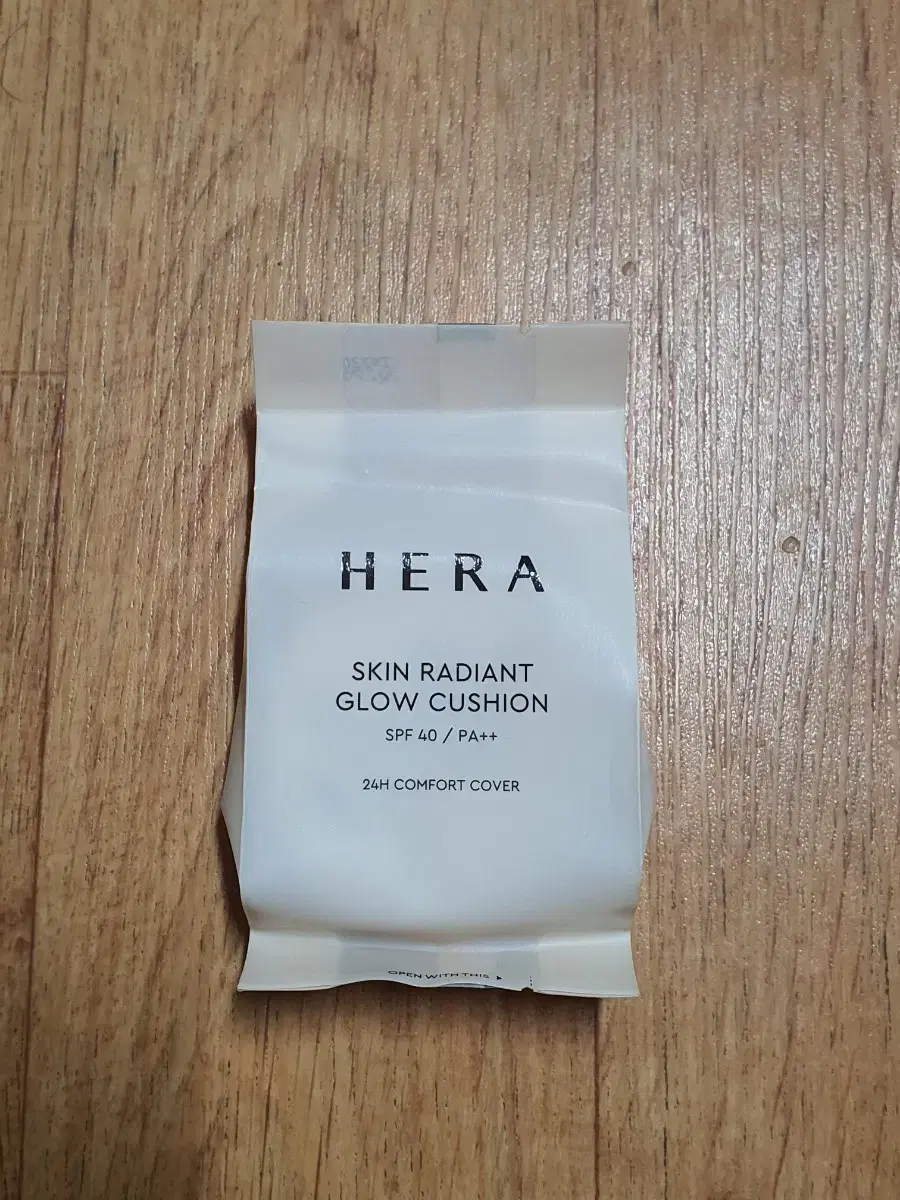 HERA
SKIN RADIANT
GLOW CUSHION
SPF 40 / PA++
24H COMFORT COVER
OPEN WITH THIS